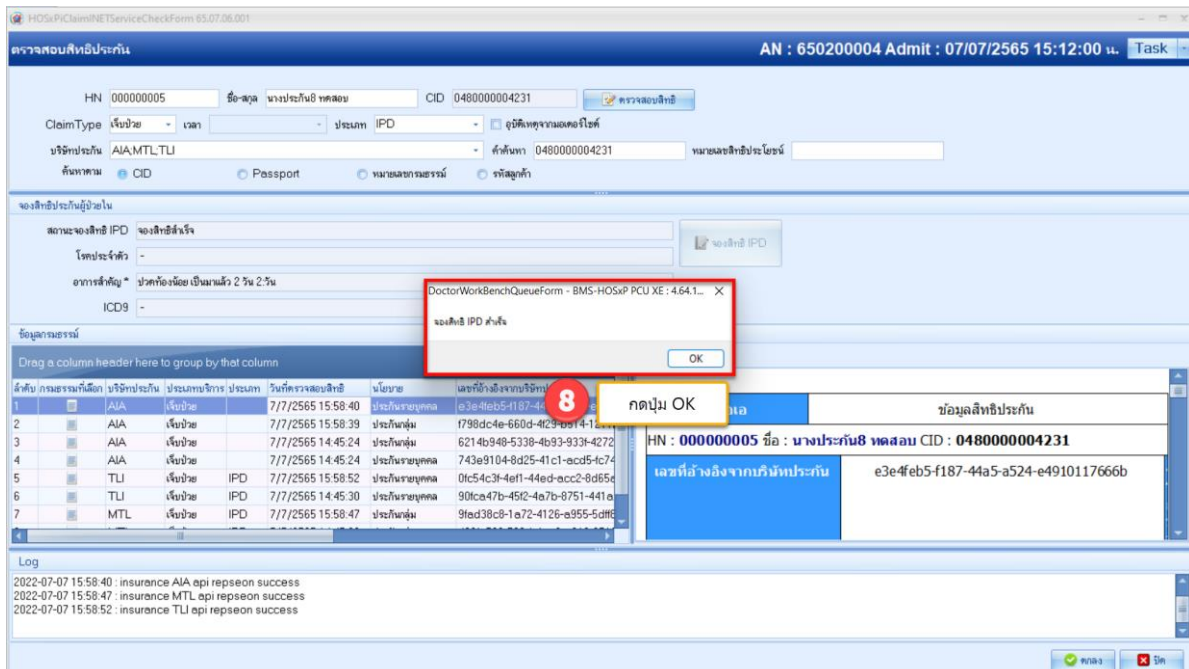 HOSxPiClaimINETServiceCheckForm 65.07.06.001
ตรวจสอบสิทธิประกัน AN : 650200004 Admit : 07/07/2565 15:12:00 น. Task
HN 000000005 ชื่อ-สกุล นางประกัน8 ทดสอบ CID 0480000004231 ตรวจสอบสิทธิ
ClaimType เจ็บป่วย เวลา ประเภท IPD อุบัติเหตุจากมอเตอร์ไซค์
บริษัทประกัน AIA;MTL;TLI คำค้นหา 0480000004231 หมายเลขสิทธิประโยชน์
ค้นหาตาม CID Passport หมายเลขกรมธรรม์ รหัสลูกค้า
จองสิทธิประกันผู้ป่วยใน
สถานะจองสิทธิ IPD จองสิทธิสำเร็จ จองสิทธิ IPD
โรคประจำตัว -
อาการสำคัญ * ปวดท้องน้อย เป็นมาแล้ว 2 วัน 2:วัน
ICD9 -
DoctorWorkBenchQueueForm - BMS-HOSxP PCU XE : 4.64.1... X
จองสิทธิ IPD สำเร็จ
OK
8 กดปุ่ม OK
ข้อมูลกรมธรรม์
Drag a column header here to group by that column
ลำดับ กรมธรรม์ที่เลือก บริษัทประกัน ประเภทบริการ ประเภท วันที่ตรวจสอบสิทธิ นโยบาย เลขที่อ้างอิงจากบริษัทป
1 AIA เจ็บป่วย 7/7/2565 15:58:40 ประกันรายบุคคล e3e4feb5-f187-44
2 AIA เจ็บป่วย 7/7/2565 15:58:39 ประกันกลุ่ม f798dc4e-660d-4f29-b514-12
3 AIA เจ็บป่วย 7/7/2565 14:45:24 ประกันกลุ่ม 6214b948-5338-4b93-933f-4272
4 AIA เจ็บป่วย 7/7/2565 14:45:24 ประกันรายบุคคล 743e9104-8d25-41c1-acd5-fc74
5 TLI เจ็บป่วย IPD 7/7/2565 15:58:52 ประกันรายบุคคล 0fc54c3f-4ef1-44ed-acc2-8d65e
6 TLI เจ็บป่วย IPD 7/7/2565 14:45:30 ประกันรายบุคคล 90fca47b-45f2-4a7b-8751-441a
7 MTL เจ็บป่วย IPD 7/7/2565 15:58:47 ประกันกลุ่ม 9fad38c8-1a72-4126-a955-5dff8
ข้อมูลสิทธิประกัน
HN : 000000005 ชื่อ : นางประกัน8 ทดสอบ CID : 0480000004231
เลขที่อ้างอิงจากบริษัทประกัน e3e4feb5-f187-44a5-a524-e4910117666b
Log
2022-07-07 15:58:40 : insurance AIA api repseon success
2022-07-07 15:58:47 : insurance MTL api repseon success
2022-07-07 15:58:52 : insurance TLI api repseon success
ตกลง ปิด